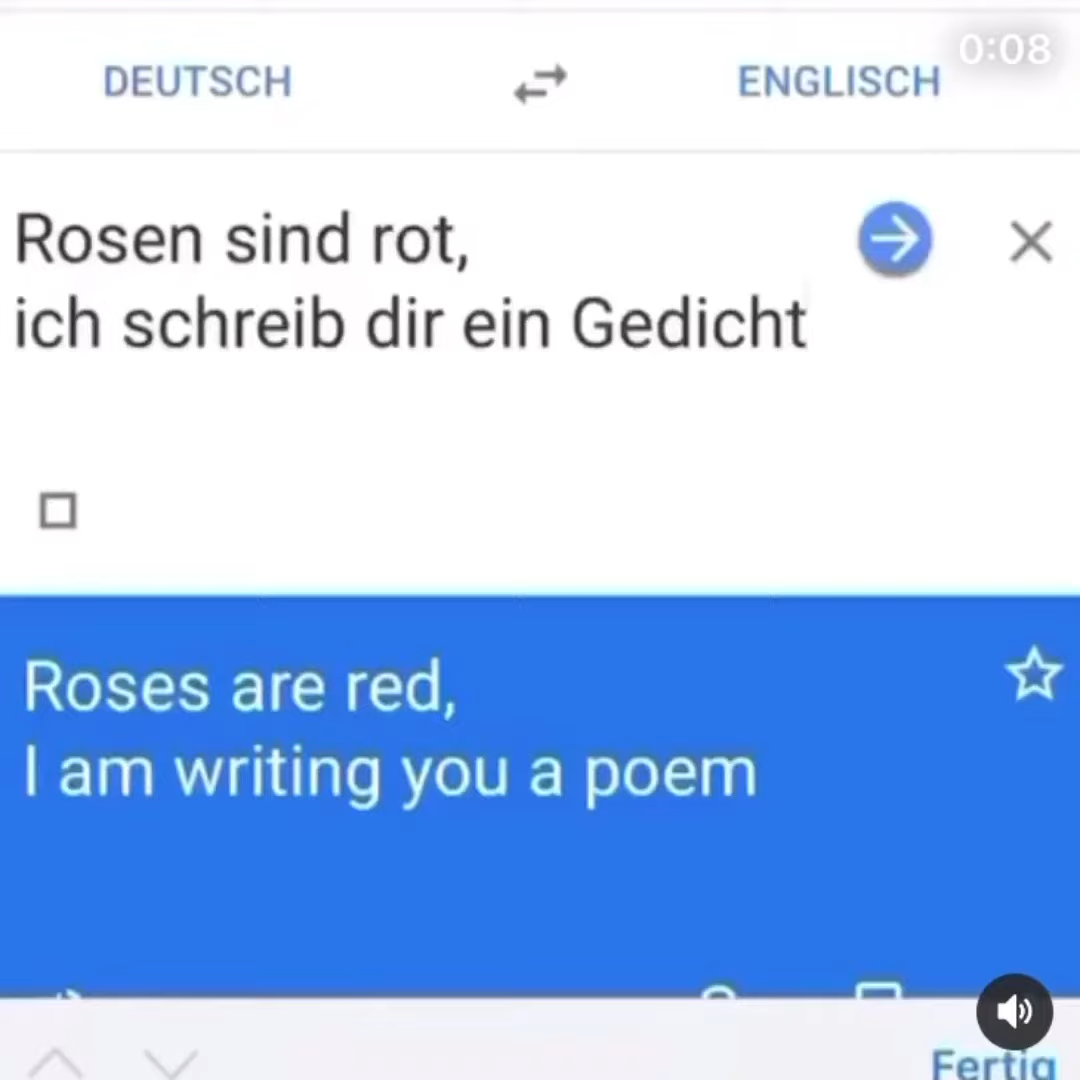 0:08
DEUTSCH ENGLISCH
Rosen sind rot,
ich schreib dir ein Gedicht
Roses are red,
I am writing you a poem
Fertig